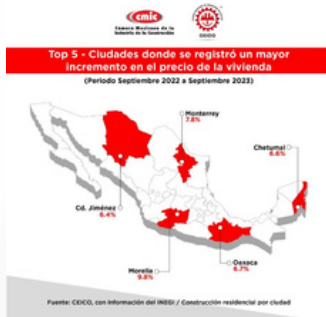 cmic
Cámara Mexicana de la
Industria de la Construcción
CEICO
Top 5 - Ciudades donde se registró un mayor
incremento en el precio de la vivienda
(Periodo Septiembre 2022 a Septiembre 2023)
Monterrey
7.8%
Chetumal
6.6%
Cd. Jiménez
6.4%
Oaxaca
6.7%
Morelia
9.8%
Fuente: CEICO, con información del INEGI / Construcción residencial por ciudad